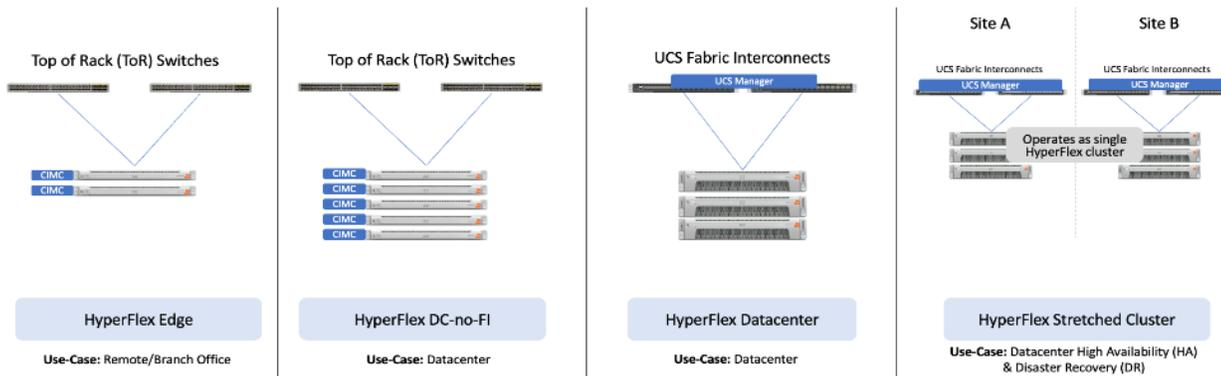 Top of Rack (ToR) Switches
CIMC
CIMC
HyperFlex Edge
Use-Case: Remote/Branch Office
Top of Rack (ToR) Switches
CIMC
CIMC
CIMC
CIMC
CIMC
HyperFlex DC-no-FI
Use-Case: Datacenter
UCS Fabric Interconnects
UCS Manager
HyperFlex Datacenter
Use-Case: Datacenter
Site A
Site B
UCS Fabric Interconnects
UCS Fabric Interconnects
UCS Manager
UCS Manager
Operates as single
HyperFlex cluster
HyperFlex Stretched Cluster
Use-Case: Datacenter High Availability (HA)
& Disaster Recovery (DR)